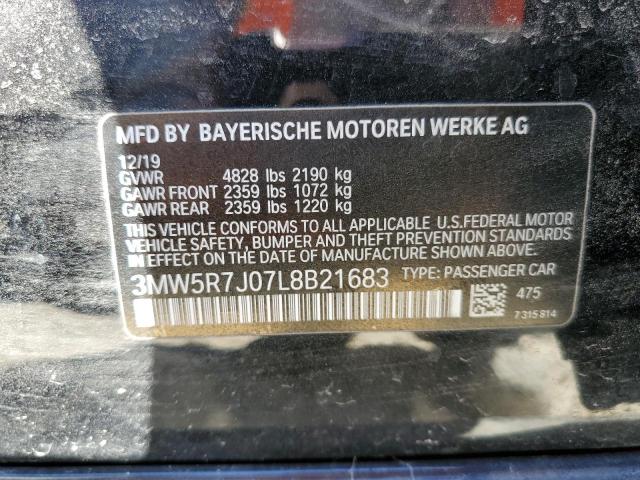 MFD BY BAYERISCHE MOTOREN WERKE AG
12/19
GVWR 4828 lbs 2190 kg
GAWR FRONT 2359 lbs 1072 kg
GAWR REAR 2359 lbs 1220 kg
THIS VEHICLE CONFORMS TO ALL APPLICABLE U.S.FEDERAL MOTOR
VEHICLE SAFETY, BUMPER AND THEFT PREVENTION STANDARDS
IN EFFECT ON THE DATE OF MANUFACTURE SHOWN ABOVE.
3MW5R7J07L8B21683 TYPE: PASSENGER CAR
475
7315814